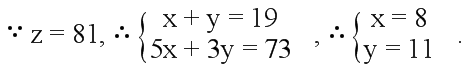 ∵ z = 81, ∴ { x + y = 19
5x + 3y = 73 , ∴ { x = 8
y = 11 .